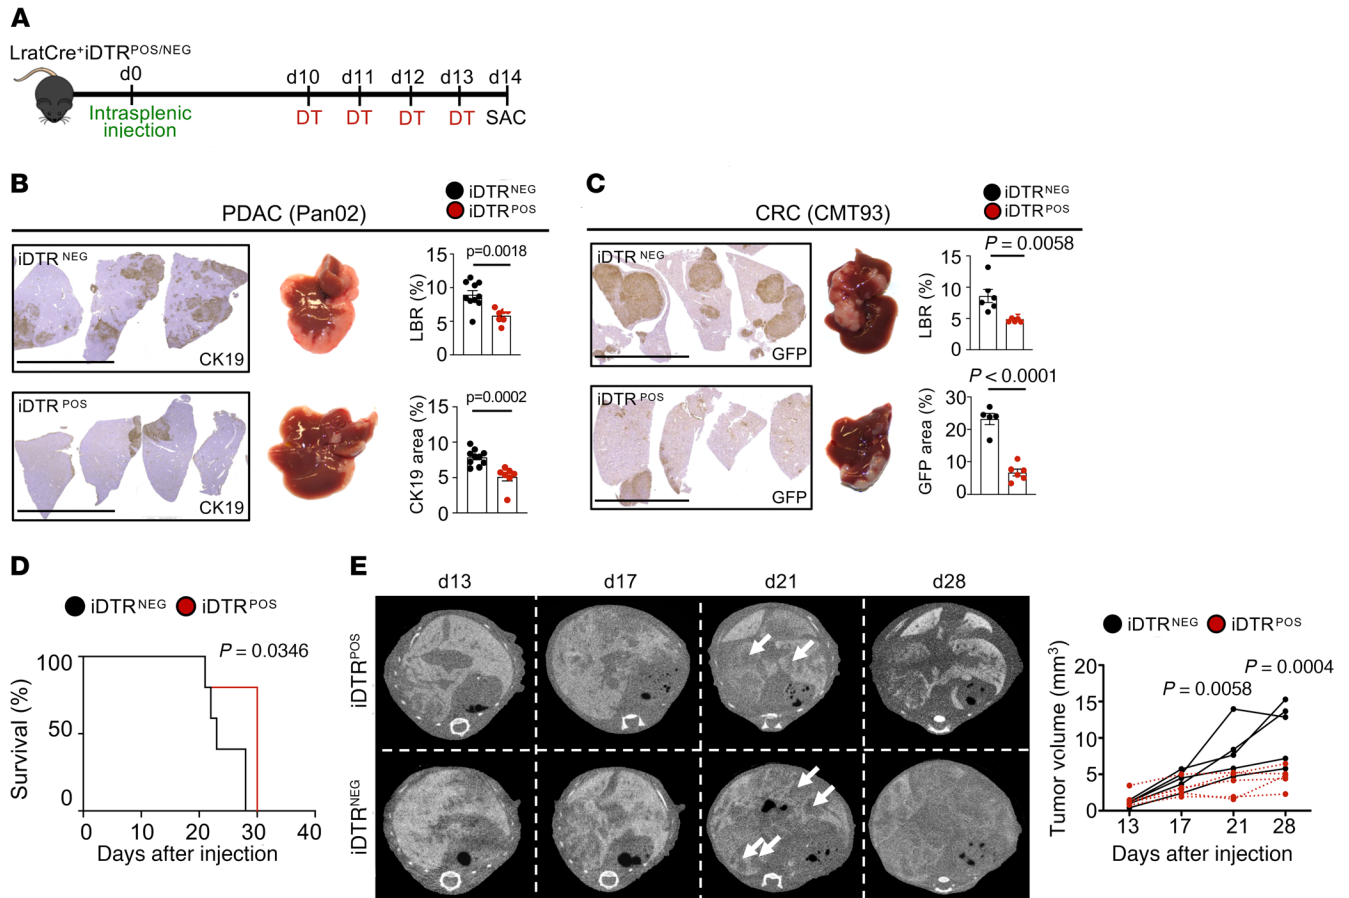 A
LratCre⁺iDTR^POS/NEG
d0 d10 d11 d12 d13 d14
Intrasplenic
injection
DT DT DT DT SAC
B
iDTR^NEG
iDTR^POS
PDAC (Pan02)
iDTR^NEG
CK19
p=0.0018
LBR (%)
15
10
5
0
iDTR^POS
CK19
p=0.0002
CK19 area (%)
15
10
5
0
C
iDTR^NEG
iDTR^POS
CRC (CMT93)
iDTR^NEG
GFP
P = 0.0058
LBR (%)
15
10
5
0
iDTR^POS
GFP
P < 0.0001
GFP area (%)
30
20
10
0
D
iDTR^NEG iDTR^POS
P = 0.0346
Survival (%)
100
50
0
0 10 20 30 40
Days after injection
E
d13 d17 d21 d28
iDTR^POS
iDTR^NEG
iDTR^NEG iDTR^POS
P = 0.0004
P = 0.0058
Tumor volume (mm³)
20
15
10
5
0
13 17 21 28
Days after injection